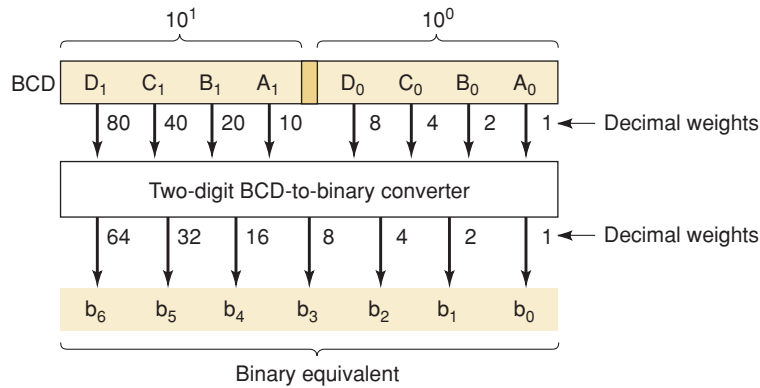 10¹ 10⁰
BCD D₁ C₁ B₁ A₁ D₀ C₀ B₀ A₀
80 40 20 10 8 4 2 1 Decimal weights
Two-digit BCD-to-binary converter
64 32 16 8 4 2 1 Decimal weights
b₆ b₅ b₄ b₃ b₂ b₁ b₀
Binary equivalent